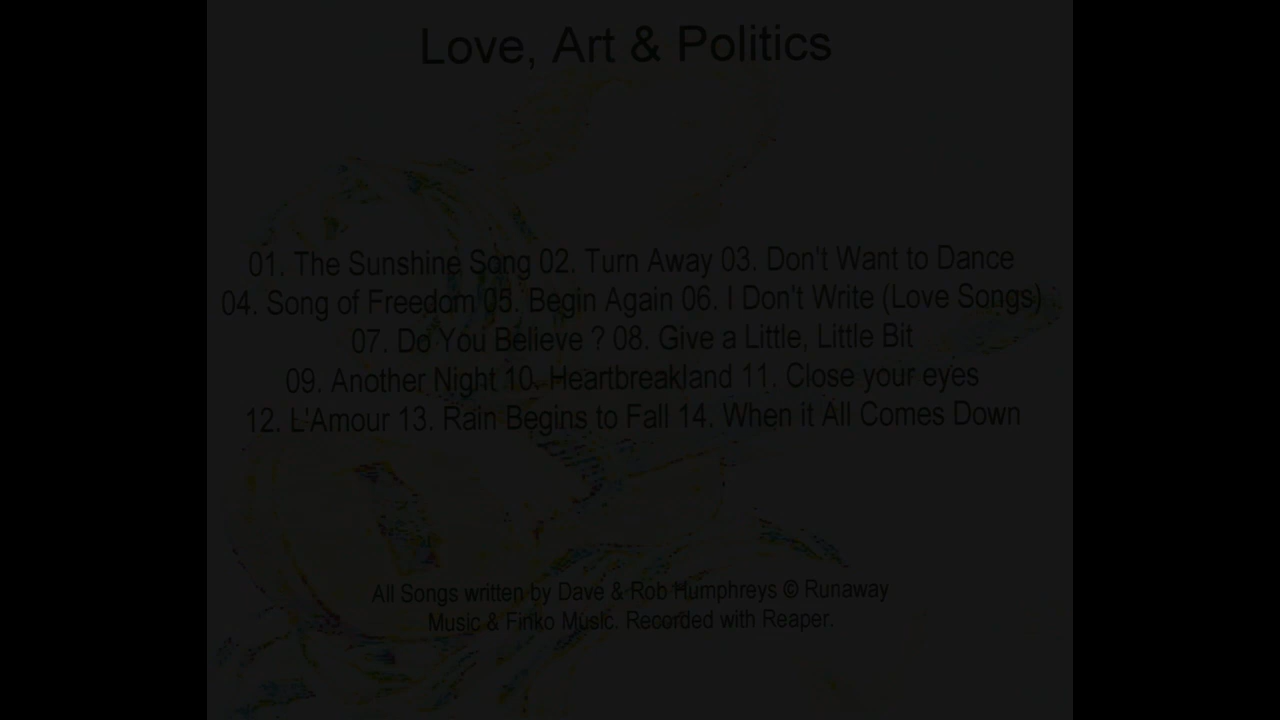 Love, Art & Politics
01. The Sunshine Song 02. Turn Away 03. Don't Want to Dance
04. Song of Freedom 05. Begin Again 06. I Don't Write (Love Songs)
07. Do You Believe ? 08. Give a Little, Little Bit
09. Another Night 10. Heartbreakland 11. Close your eyes
12. L'Amour 13. Rain Begins to Fall 14. When it All Comes Down
All Songs written by Dave & Rob Humphreys © Runaway
Music & Finko Music. Recorded with Reaper.